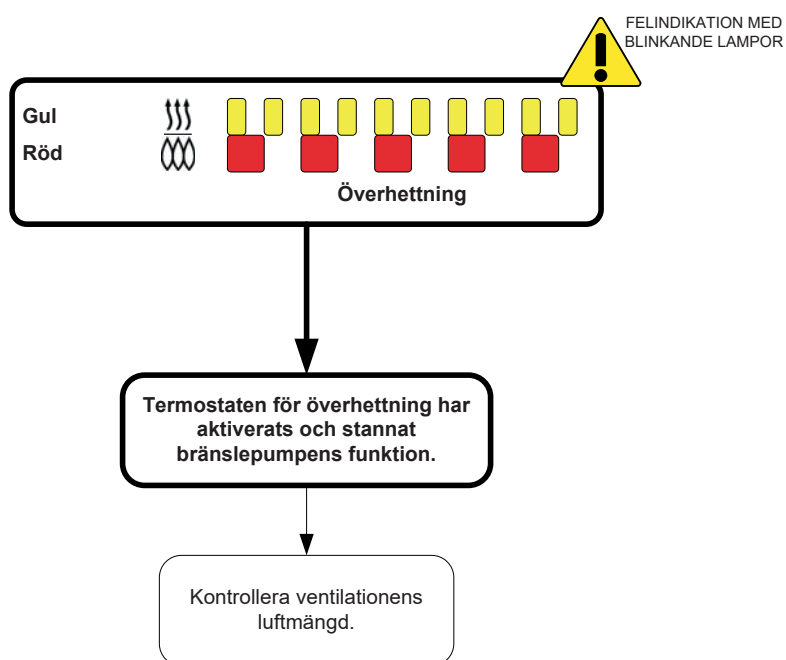 FELINDIKATION MED
BLINKANDE LAMPOR
Gul
Röd
Överhettning
Termostaten för överhettning har
aktiverats och stannat
bränslepumpens funktion.
Kontrollera ventilationens
luftmängd.